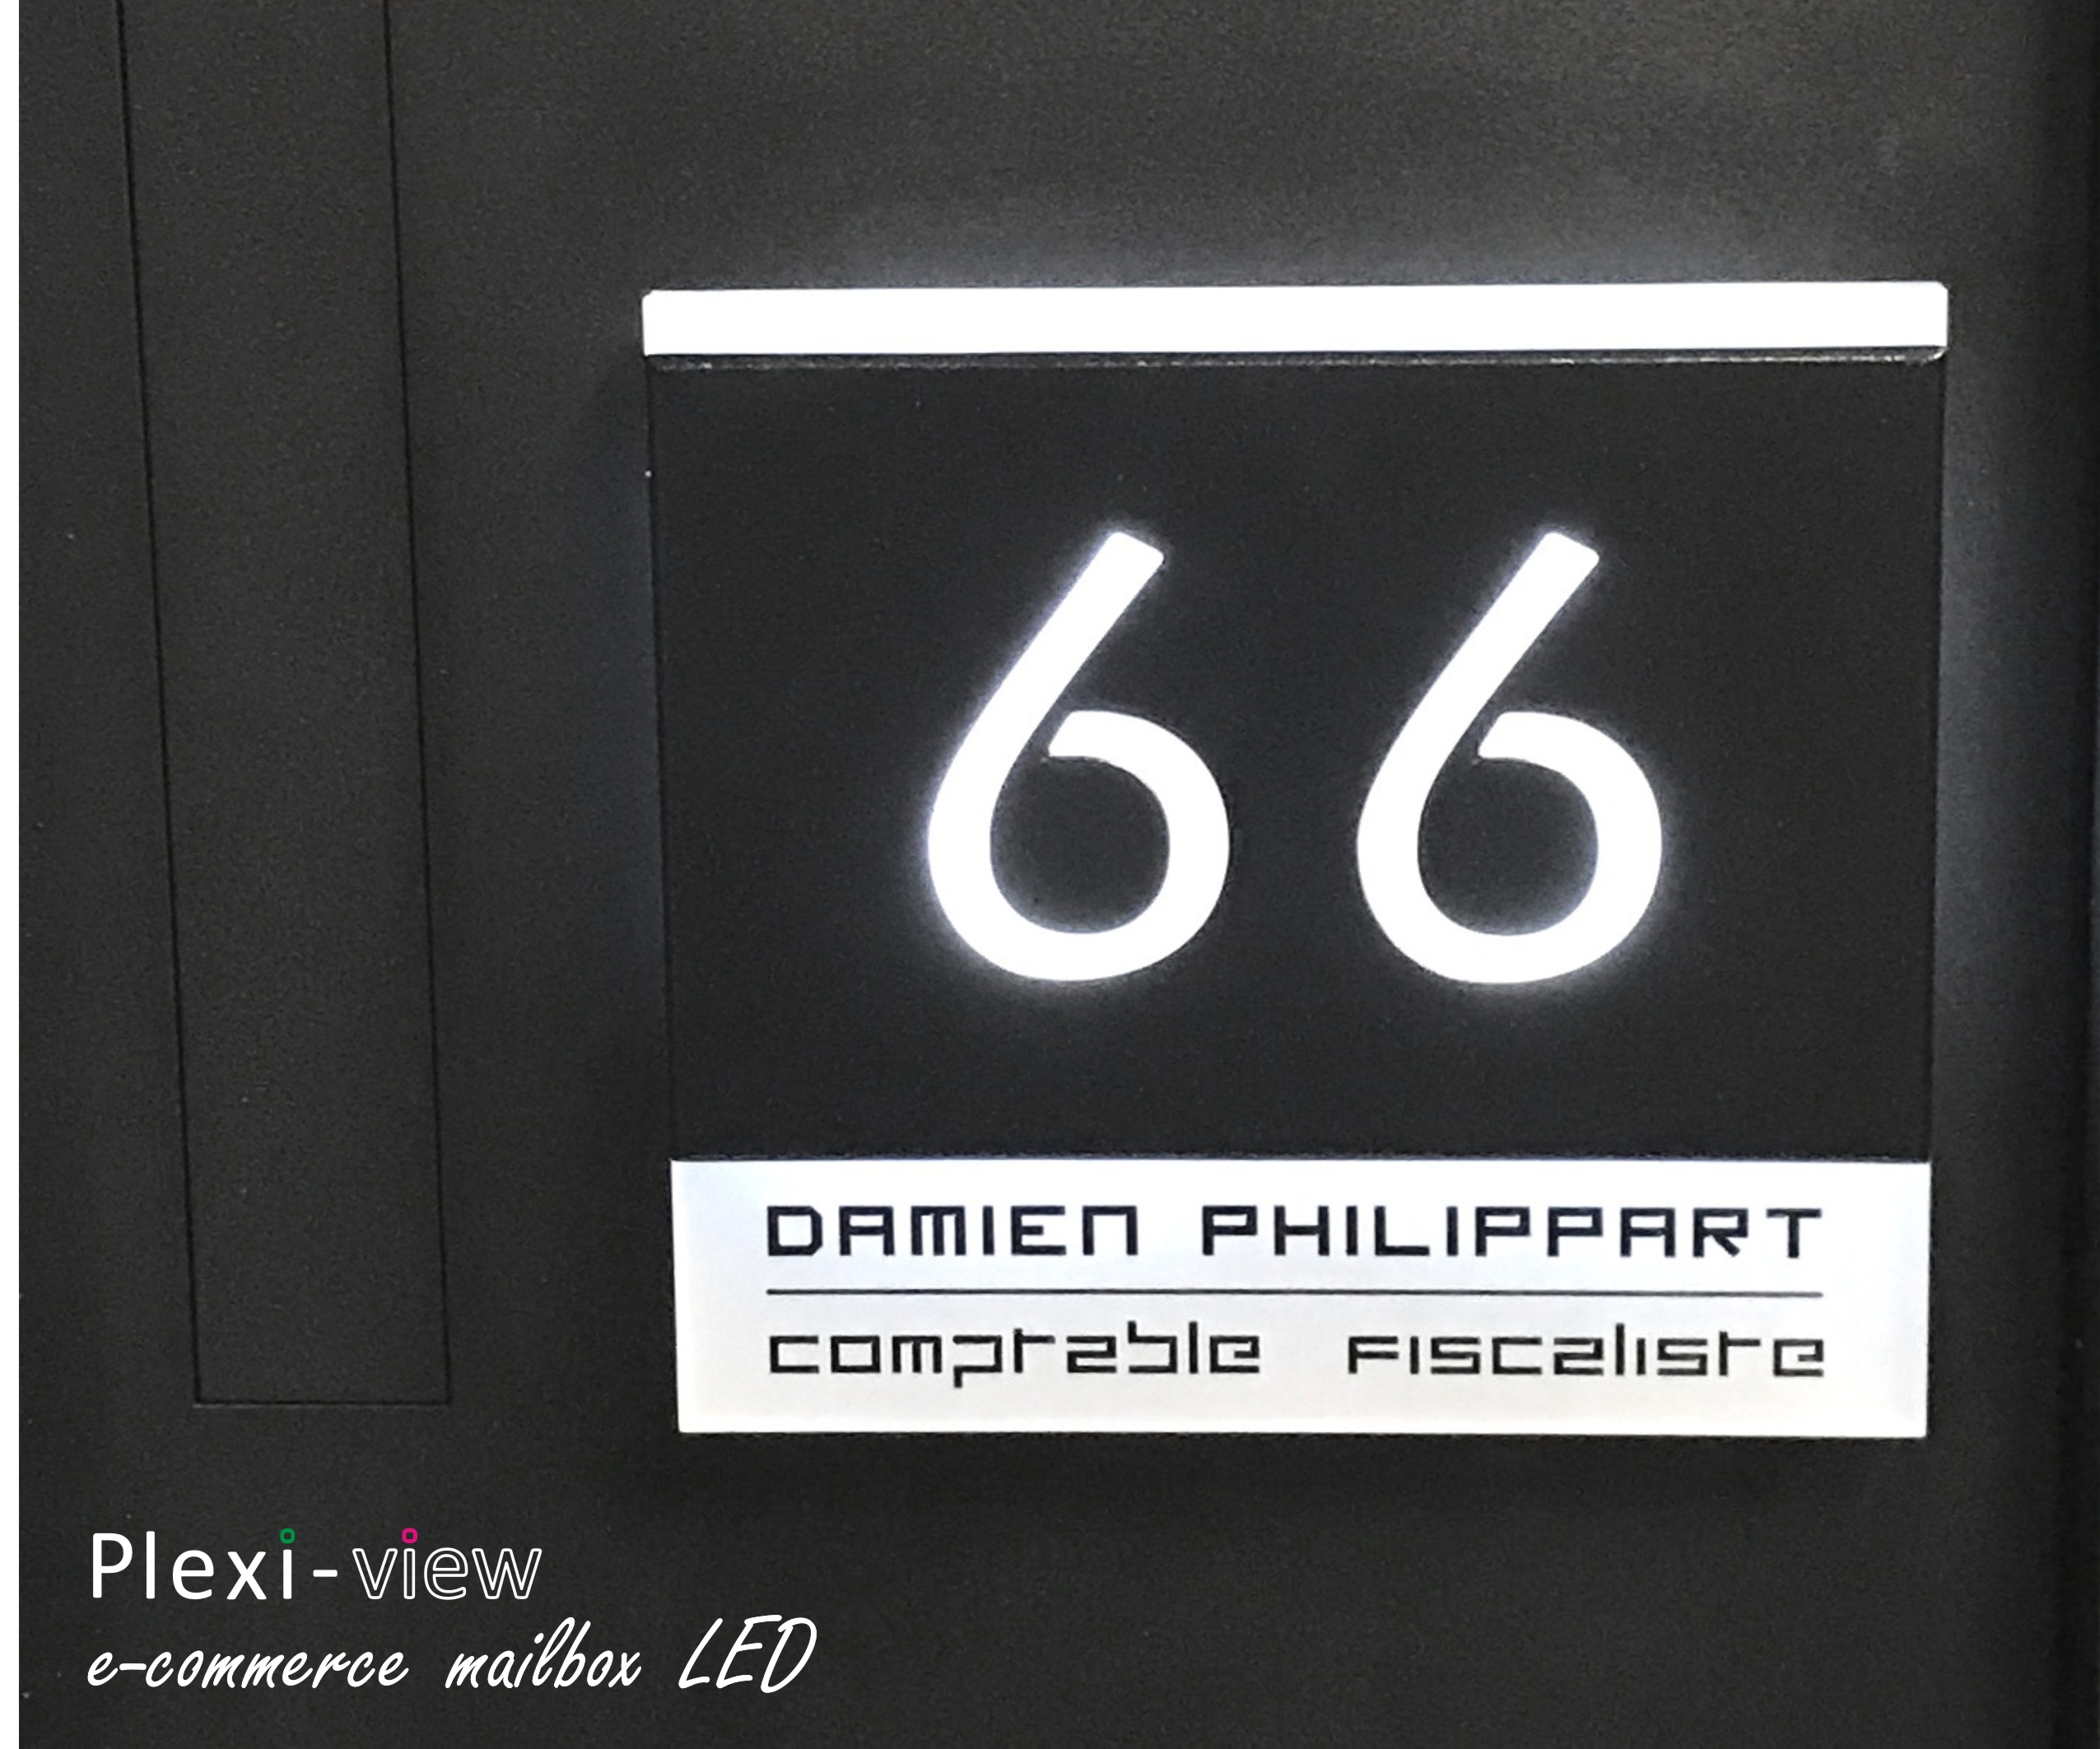 66
DAMIEN PHILIPPART
comptable fiscaliste
Plexi-view
e-commerce mailbox LED